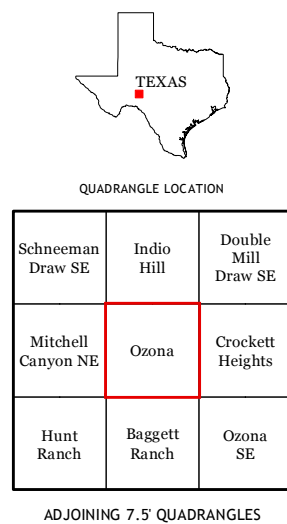 TEXAS
QUADRANGLE LOCATION
Schneeman
Draw SE
Indio
Hill
Double
Mill
Draw SE
Mitchell
Canyon NE
Ozona
Crockett
Heights
Hunt
Ranch
Baggett
Ranch
Ozona
SE
ADJOINING 7.5' QUADRANGLES